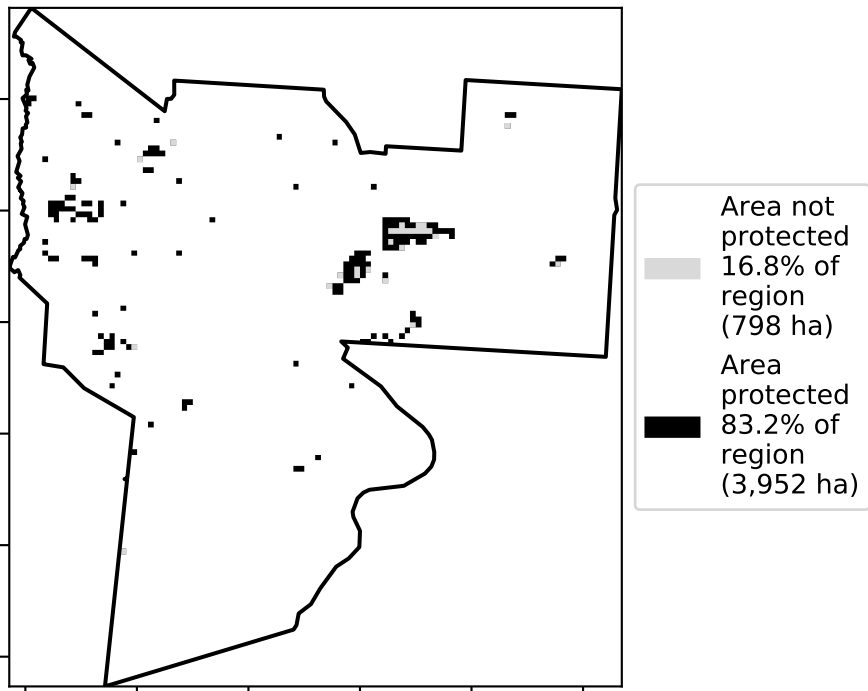 Area not
protected
16.8% of
region
(798 ha)
Area
protected
83.2% of
region
(3,952 ha)